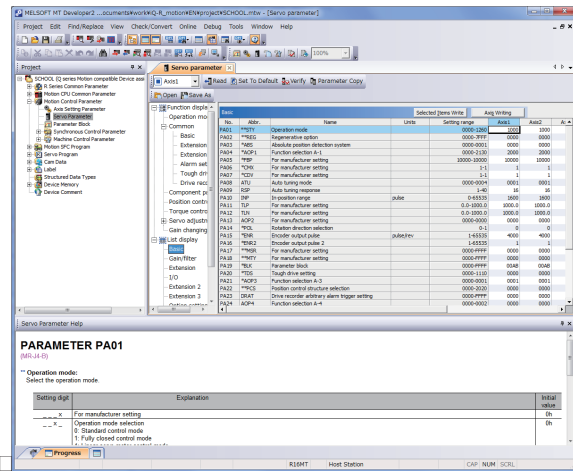 MELSOFT MT Developer2 ...ocuments¥work¥iQ-R_motion¥EN¥project¥SCHOOL.mtw - [Servo parameter]
Project Edit Find/Replace View Check/Convert Online Debug Tools Window Help
100%
Project
SCHOOL (Q series Motion compatible Device assi
R Series Common Parameter
Motion CPU Common Parameter
Motion Control Parameter
Axis Setting Parameter
Servo Parameter
Parameter Block
Synchronous Control Parameter
Machine Control Parameter
Motion SFC Program
Servo Program
Cam Data
Label
Structured Data Types
Device Memory
Device Comment
Servo parameter
Axis1 Read Set To Default Verify Parameter Copy
Open Save As
Function displa
Operation mo
Common
Basic
Extension
Extension
Alarm set
Tough driv
Drive reco
Component p
Position contr
Torque contro
Servo adjustn
Gain changing
List display
Basic
Gain/filter
Extension
I/O
Extension 2
Extension 3
Basic Selected Items Write Axis Writing
No. Abbr. Name Units Setting range Axis1 Axis2
PA01 **STY Operation mode 0000-1260 1000 1000
PA02 **REG Regenerative option 0000-7FFF 0000 0000
PA03 *ABS Absolute position detection system 0000-0001 0000 0000
PA04 *AOP1 Function selection A-1 0000-2130 2000 2000
PA05 *FBP For manufacturer setting 10000-10000 10000 10000
PA06 *CMX For manufacturer setting 1-1 1 1
PA07 *CDV For manufacturer setting 1-1 1 1
PA08 ATU Auto tuning mode 0000-0004 0001 0001
PA09 RSP Auto tuning response 1-40 16 16
PA10 INP In-position range pulse 0-65535 1600 1600
PA11 TLP For manufacturer setting 0.0-1000.0 1000.0 1000.0
PA12 TLN For manufacturer setting 0.0-1000.0 1000.0 1000.0
PA13 AOP2 For manufacturer setting 0000-0000 0000 0000
PA14 *POL Rotation direction selection 0-1 0 0
PA15 *ENR Encoder output pulse pulse/rev 1-65535 4000 4000
PA16 *ENR2 Encoder output pulse 2 1-65535 1 1
PA17 **MSR For manufacturer setting 0000-FFFF 0000 0000
PA18 **MTY For manufacturer setting 0000-FFFF 0000 0000
PA19 *BLK Parameter block 0000-FFFF 00AB 00AB
PA20 *TDS Tough drive setting 0000-1110 0000 0000
PA21 *AOP3 Function selection A-3 0000-0001 0001 0001
PA22 **PCS Position control structure selection 0000-2020 0000 0000
PA23 DRAT Drive recorder arbitrary alarm trigger setting 0000-FFFF 0000 0000
PA24 AOP4 Function selection A-4 0000-0002 0000 0000
Servo Parameter Help
PARAMETER PA01
(MR-J4-B)
** Operation mode:
Select the operation mode.
Setting digit Explanation Initial value
_ _ _ x For manufacturer setting 0h
_ _ x _ Operation mode selection 0h
0: Standard control mode
1: Fully closed control mode
Progress
R16MT Host Station CAP NUM SCRL